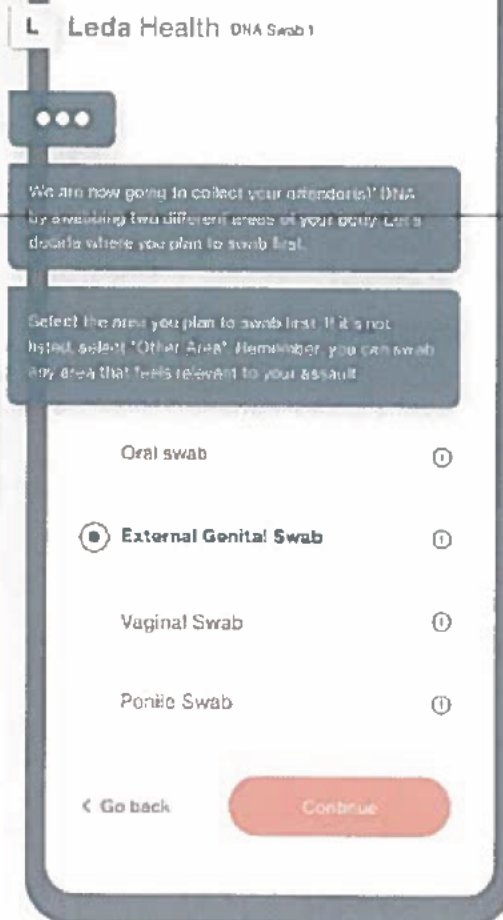 L Leda Health DNA Swab 1
We are now going to collect your offender(s)' DNA
by swabbing two different areas of your body. Let's
decide where you plan to swab first.
Select the area you plan to swab first. If it's not
listed, select "Other Area". Remember, you can swab
any area that feels relevant to your assault.
Oral swab
External Genital Swab
Vaginal Swab
Penile Swab
< Go back
Continue